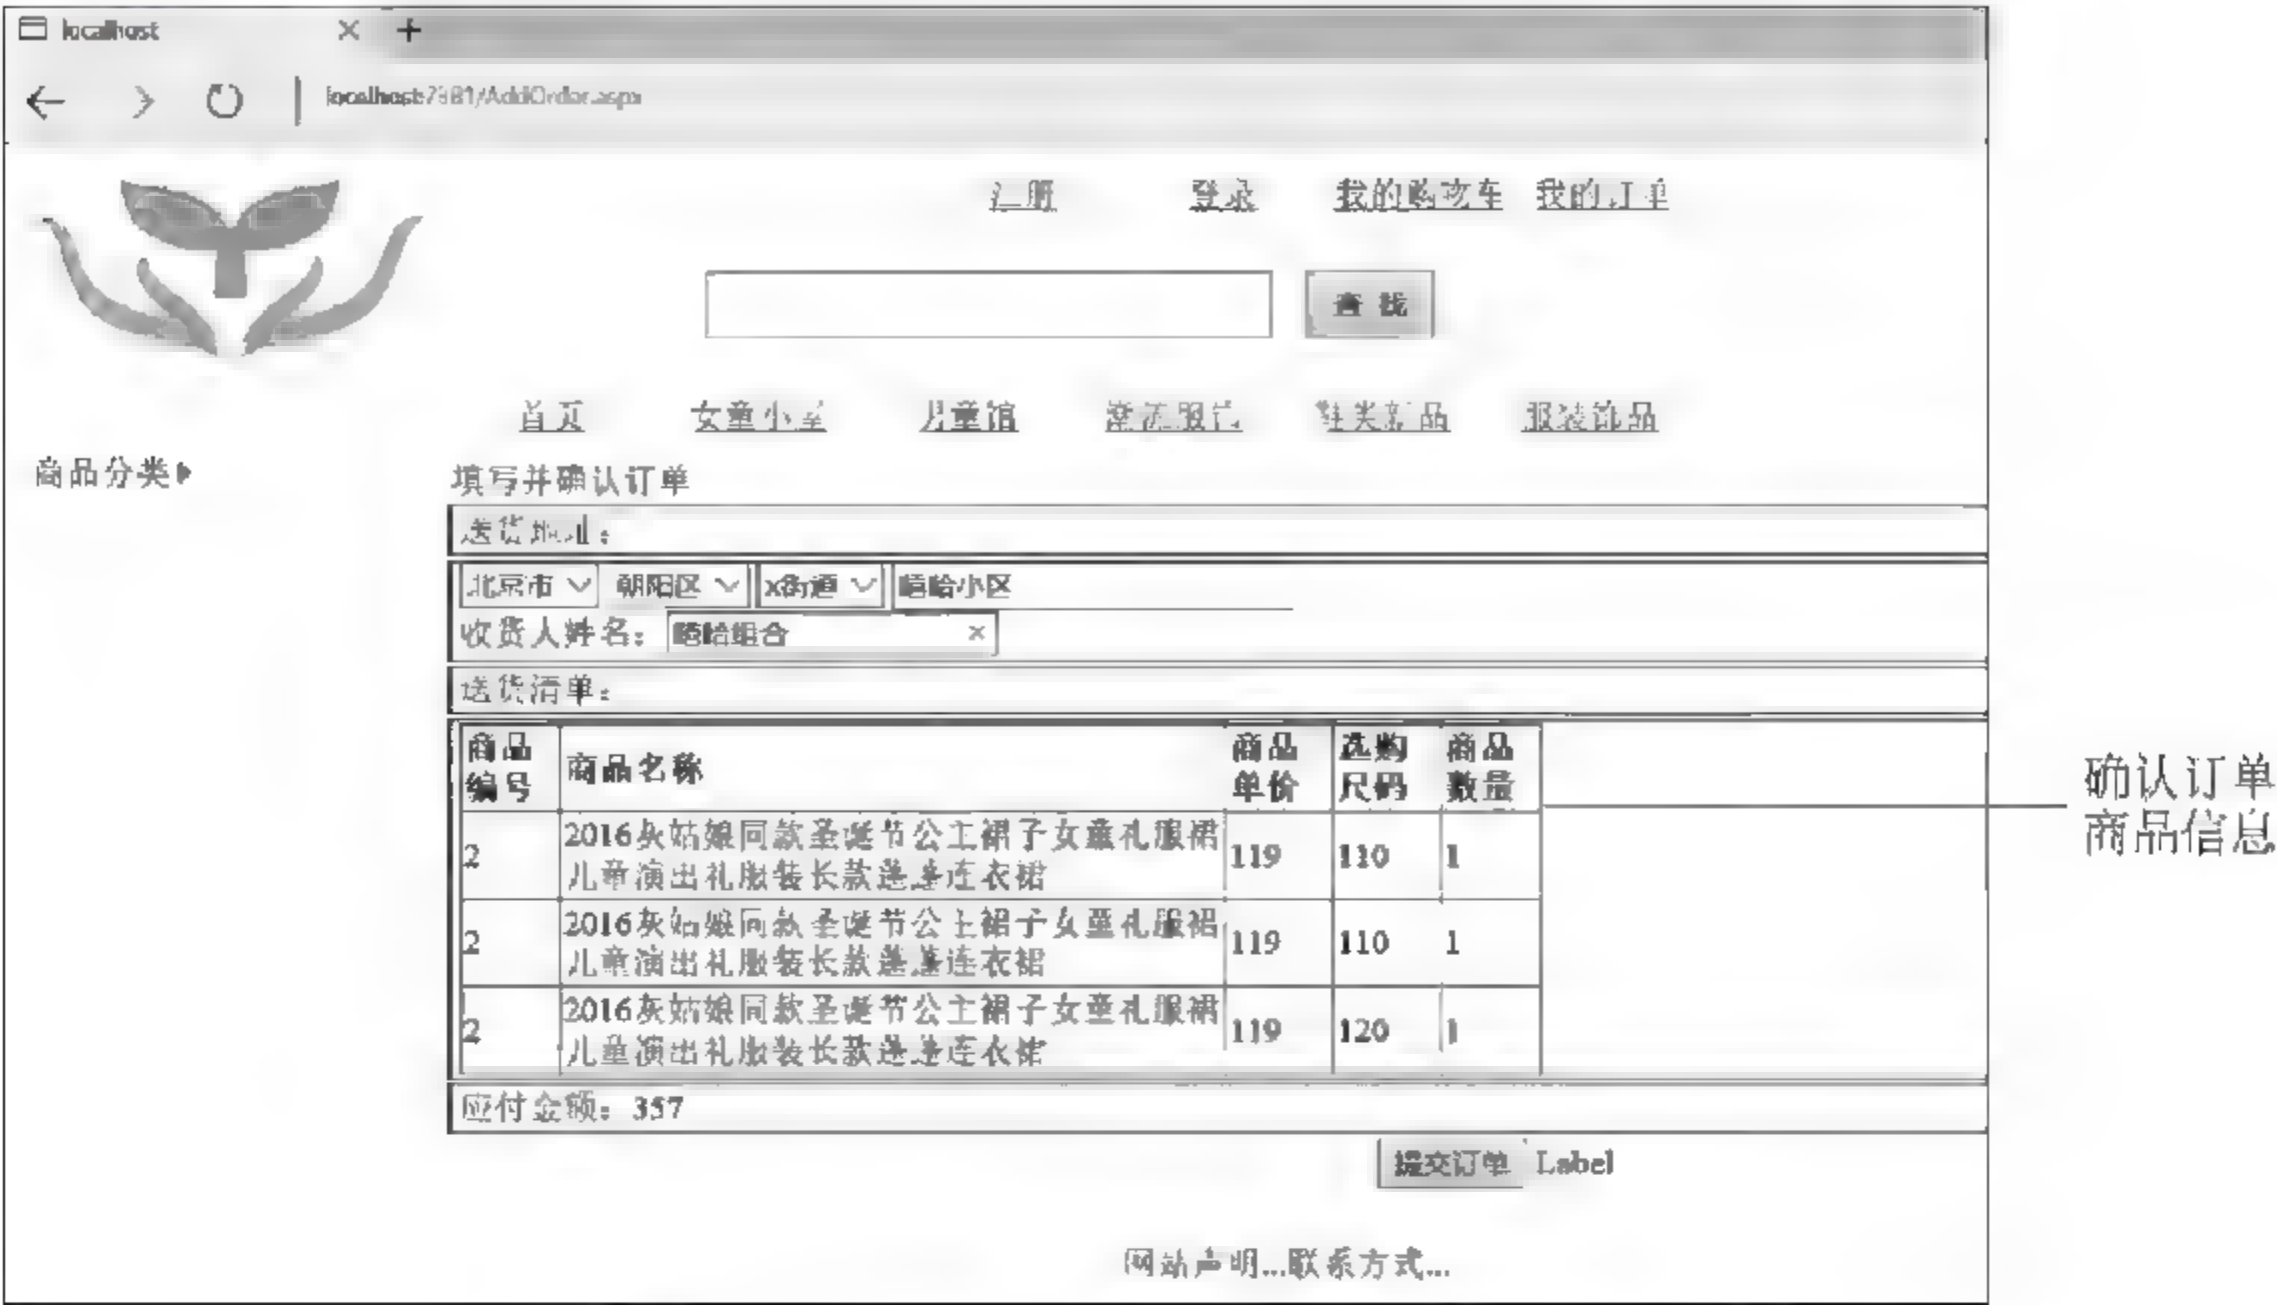 localhost
localhost:7981/AddOrder.aspx
注册 登录 我的购物车 我的订单
查 找
首页 女童小屋 儿童馆 潮流服饰 鞋类新品 服装饰品
商品分类
填写并确认订单
送货地址：
北京市 朝阳区 x街道 嘻哈小区
收货人姓名： 嘻哈组合
送货清单：
商品编号 商品名称 商品单价 选购尺码 商品数量
2 2016灰姑娘同款圣诞节公主裙子女童礼服裙 119 110 1
儿童演出礼服装长款蓬蓬连衣裙
2 2016灰姑娘同款圣诞节公主裙子女童礼服裙 119 110 1
儿童演出礼服装长款蓬蓬连衣裙
2 2016灰姑娘同款圣诞节公主裙子女童礼服裙 119 120 1
儿童演出礼服装长款蓬蓬连衣裙
应付金额：357
提交订单 Label
网站声明...联系方式...
确认订单
商品信息